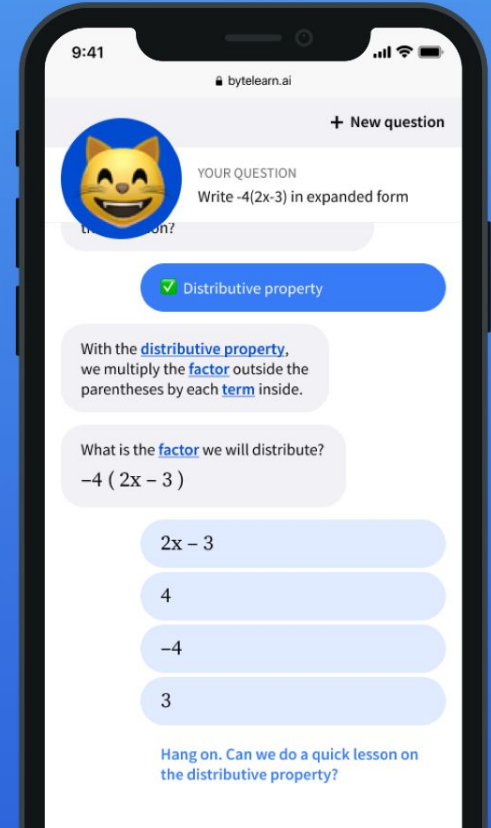 9:41
bytelearn.ai
+ New question
YOUR QUESTION
Write -4(2x-3) in expanded form
Distributive property
With the distributive property,
we multiply the factor outside the
parentheses by each term inside.
What is the factor we will distribute?
−4 ( 2x − 3 )
2x − 3
4
−4
3
Hang on. Can we do a quick lesson on
the distributive property?